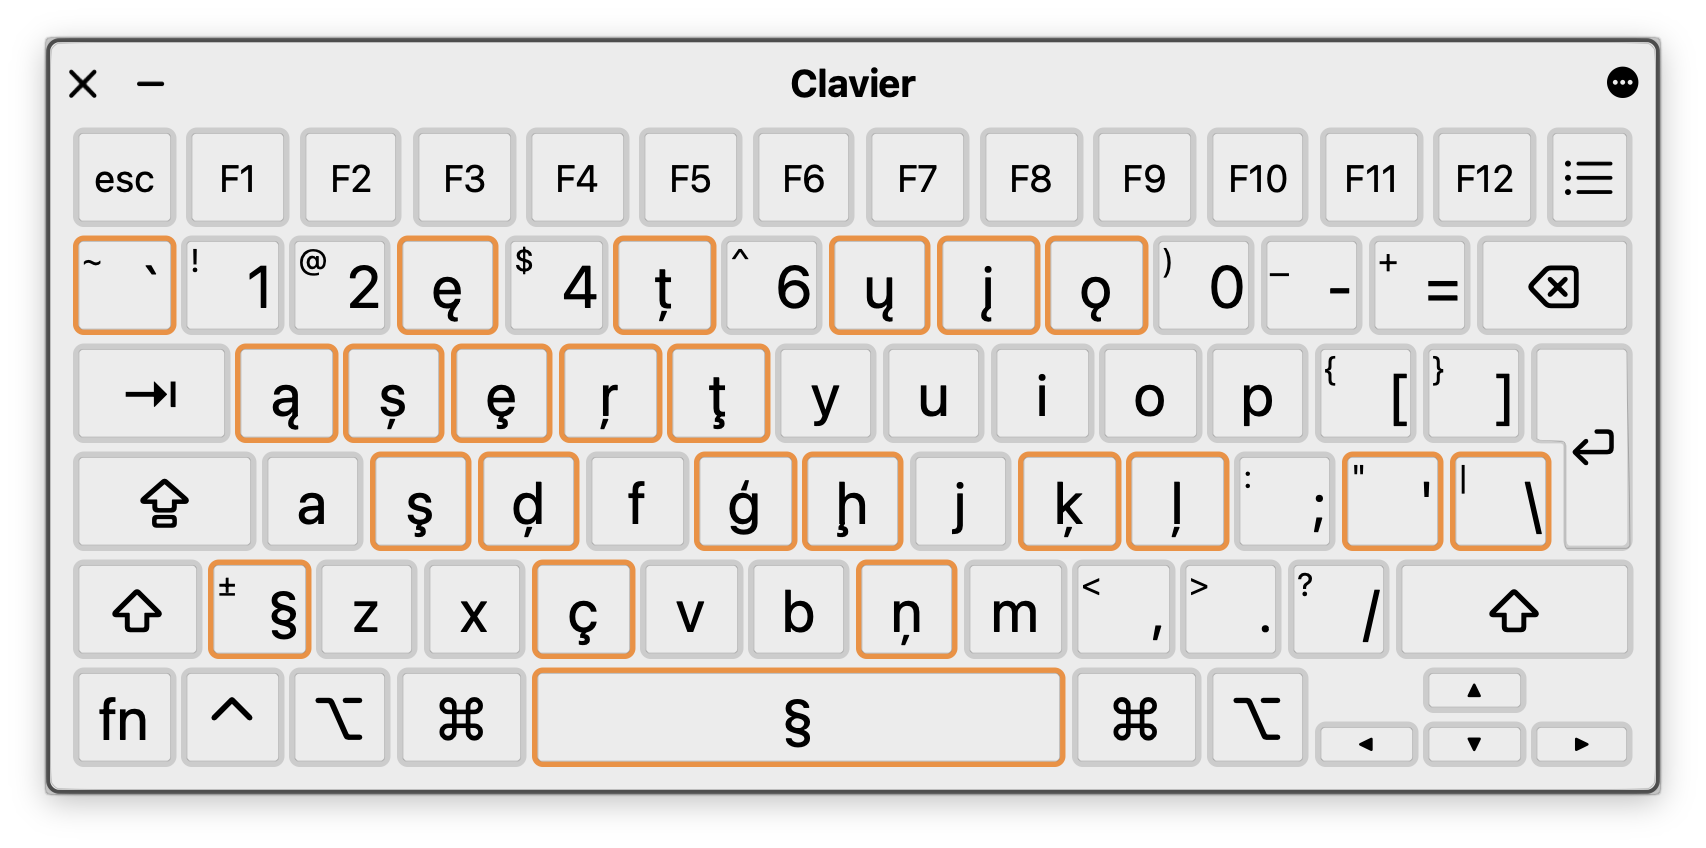 Clavier
esc F1 F2 F3 F4 F5 F6 F7 F8 F9 F10 F11 F12
~ ` ! 1 @ 2 ę $ 4 ț ^ 6 ų į ǫ ) 0 _ - + =
ą ș ȩ ŗ ţ y u i o p { [ } ]
a ş ḑ f ģ ḩ j ķ ļ : ; " ' | \
± § z x ç v b ņ m < , > . ? /
fn ^ ⌥ ⌘ § ⌘ ⌥